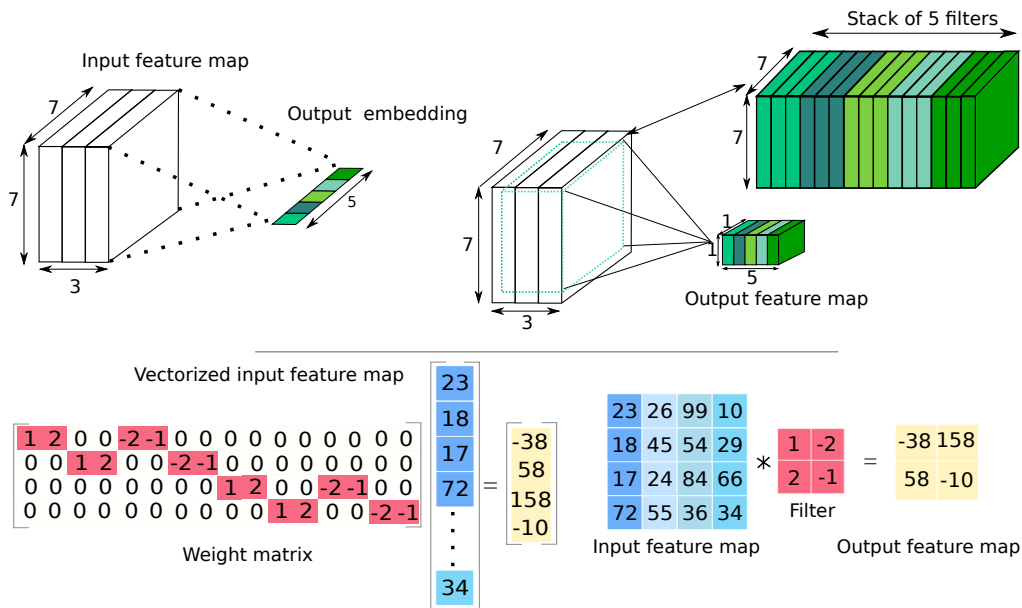 Stack of 5 filters
Input feature map
7
7
3
Output embedding
5
7
7
3
7
7
1
1
5
Output feature map
Vectorized input feature map
1 2 0 0 -2 -1 0 0 0 0 0 0 0 0 0 0
0 0 1 2 0 0 -2 -1 0 0 0 0 0 0 0 0
0 0 0 0 0 0 0 0 1 2 0 0 -2 -1 0 0
0 0 0 0 0 0 0 0 0 0 1 2 0 0 -2 -1
Weight matrix
23
18
17
72
34
=
-38
58
158
-10
23 26 99 10
18 45 54 29
17 24 84 66
72 55 36 34
Input feature map
*
1 -2
2 -1
Filter
=
-38 158
58 -10
Output feature map